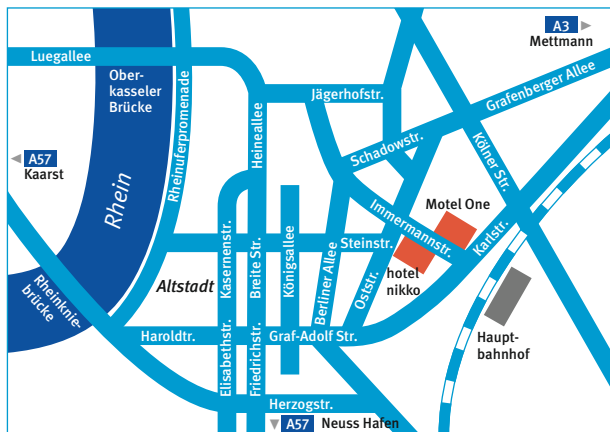 A3
Mettmann
Luegallee
Ober-
kasseler
Brücke
Rheinuferpromenade
Heineallee
Jägerhofstr.
Grafenberger Allee
Schadowstr.
Kölner Str.
A57
Kaarst
Rhein
Motel One
Immermannstr.
Karlstr.
Kasernenstr.
Breite Str.
Königsallee
Steinstr.
Berliner Allee
hotel
nikko
Oststr.
Altstadt
Rheinknie-
brücke
Haroldtr.
Elisabethstr.
Friedrichstr.
Graf-Adolf Str.
Haupt-
bahnhof
Herzogstr.
A57
Neuss Hafen